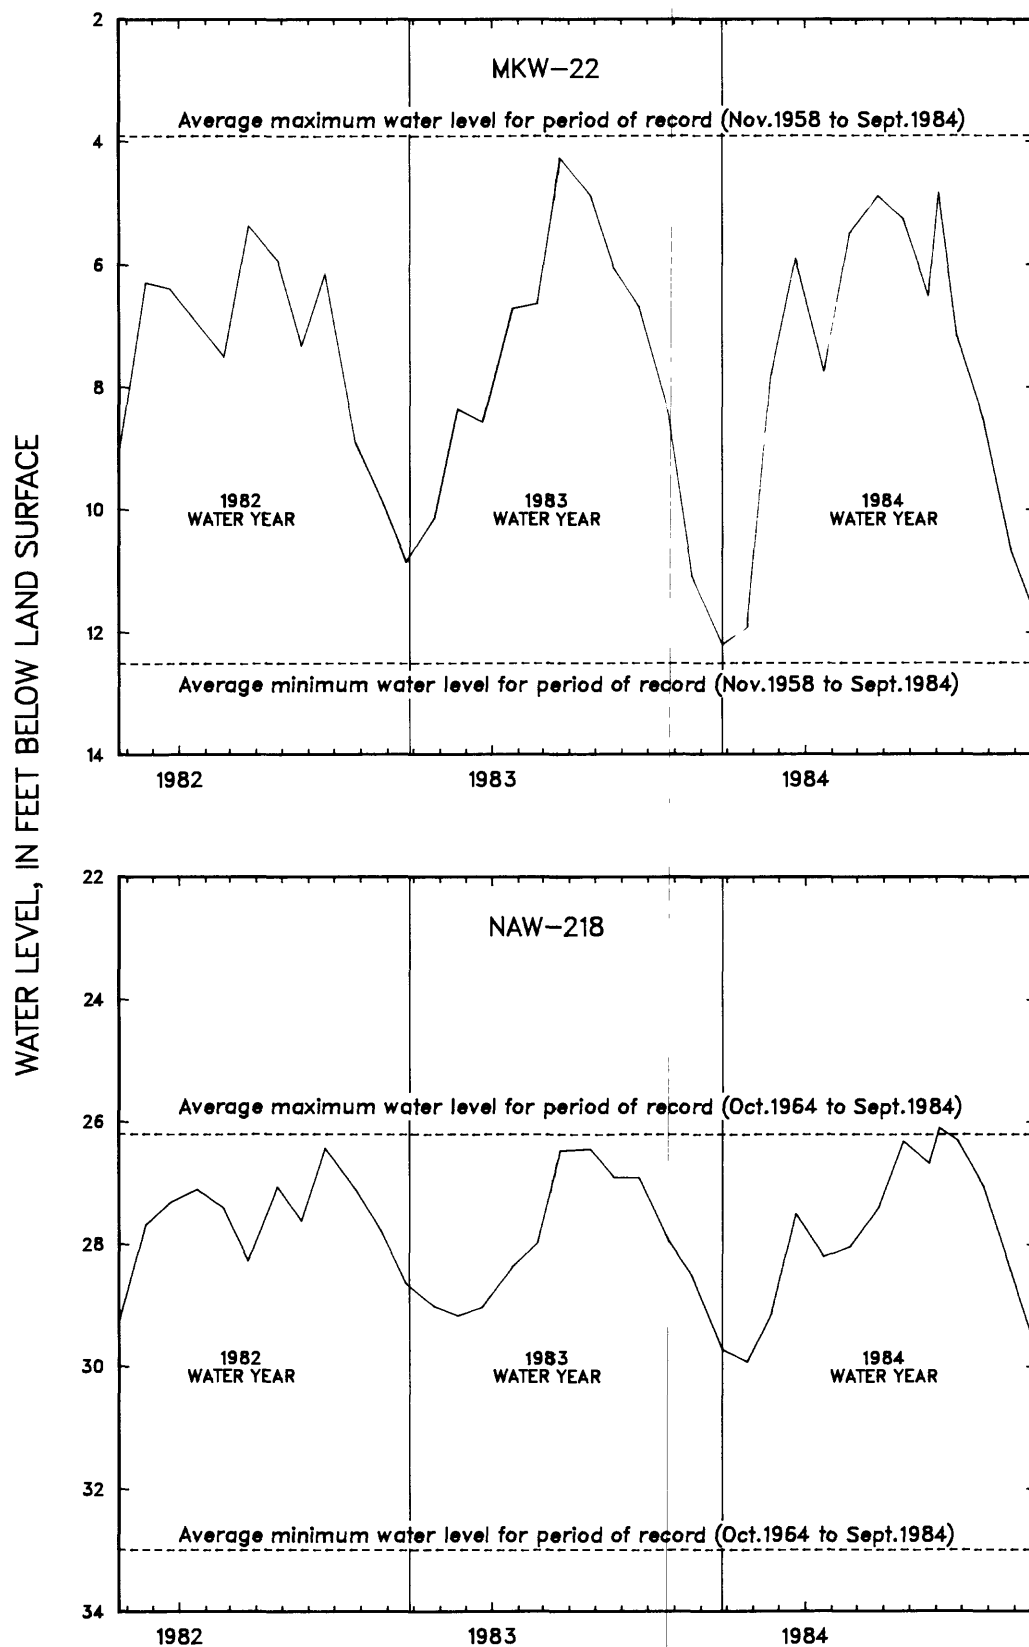 WATER LEVEL, IN FEET BELOW LAND SURFACE
2
MKW-22
Average maximum water level for period of record (Nov.1958 to Sept.1984)
4
6
8
10
1982 1983 1984
WATER YEAR WATER YEAR WATER YEAR
12
Average minimum water level for period of record (Nov.1958 to Sept.1984)
14
1982 1983 1984
22
NAW-218
24
Average maximum water level for period of record (Oct.1964 to Sept.1984)
26
28
30
1982 1983 1984
WATER YEAR WATER YEAR WATER YEAR
32
Average minimum water level for period of record (Oct.1964 to Sept.1984)
34
1982 1983 1984